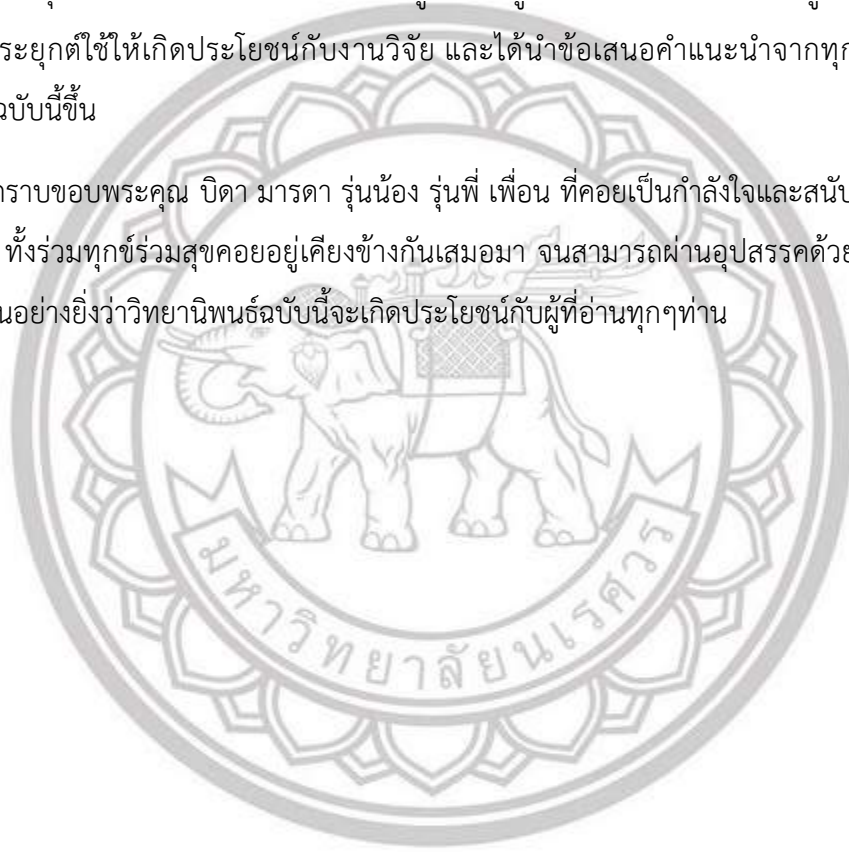 ระยุกต์ใช้ให้เกิดประโยชน์กับงานวิจัย และได้นำข้อเสนอคำแนะนำจากทุก
ฉบับนี้ขึ้น
กราบขอบพระคุณ บิดา มารดา รุ่นน้อง รุ่นพี่ เพื่อน ที่คอยเป็นกำลังใจและสนับ
ทั้งร่วมทุกข์ร่วมสุขคอยอยู่เคียงข้างกันเสมอมา จนสามารถผ่านอุปสรรคด้วย
นอย่างยิ่งว่าวิทยานิพนธ์ฉบับนี้จะเกิดประโยชน์กับผู้ที่อ่านทุกๆท่าน
มหาวิทยาลัยนเรศวร